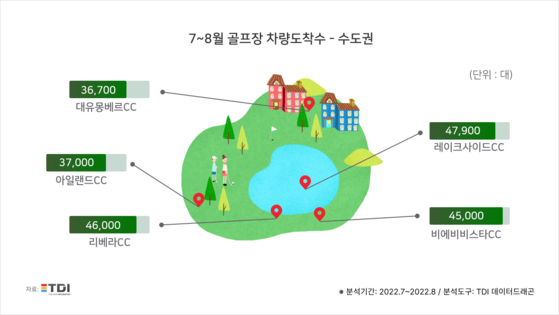 7~8월 골프장 차량도착수 - 수도권
(단위 : 대)
36,700
대유몽베르CC
47,900
레이크사이드CC
37,000
아일랜드CC
46,000
리베라CC
45,000
비에비비스타CC
자료: TDI
● 분석기간: 2022.7~2022.8 / 분석도구: TDI 데이터드래곤